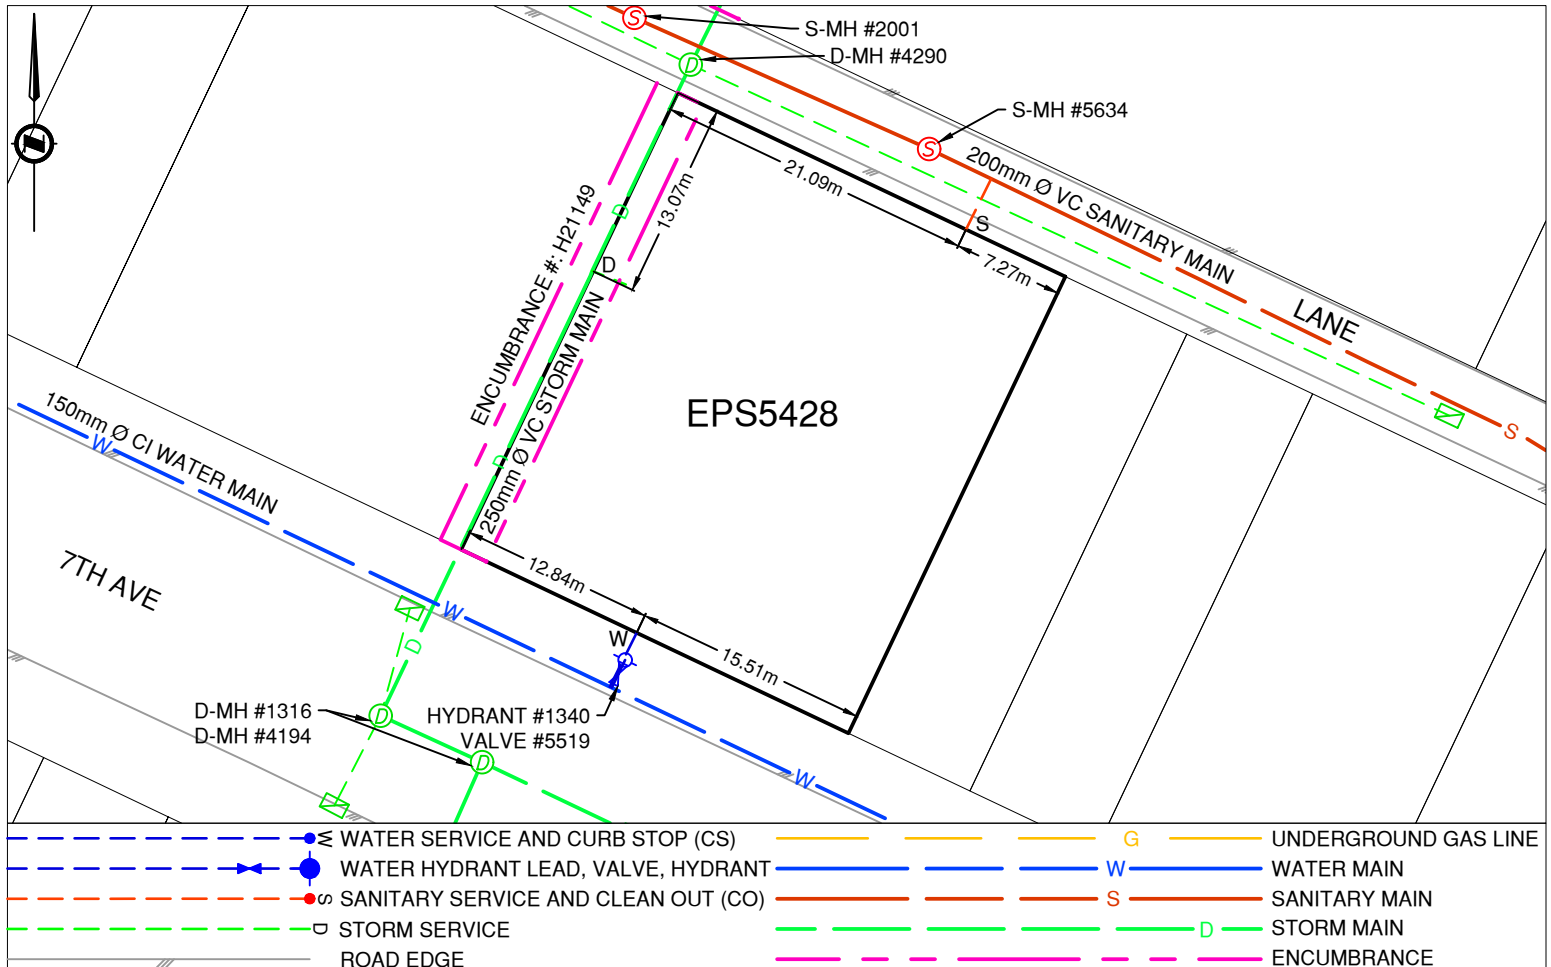 S-MH #2001
D-MH #4290
S-MH #5634
200mm Ø VC SANITARY MAIN
LANE
21.09m
S
7.27m
13.07m
D
D
ENCUMBRANCE #: H21149
250mm Ø VC STORM MAIN
D
EPS5428
S
150mm Ø CI WATER MAIN
W
7TH AVE
12.84m
W
W
15.51m
D
D-MH #1316
D-MH #4194
HYDRANT #1340
VALVE #5519
W
S
S
D
D
D
W WATER SERVICE AND CURB STOP (CS)
WATER HYDRANT LEAD, VALVE, HYDRANT
S SANITARY SERVICE AND CLEAN OUT (CO)
D STORM SERVICE
ROAD EDGE
G UNDERGROUND GAS LINE
W WATER MAIN
S SANITARY MAIN
D STORM MAIN
ENCUMBRANCE